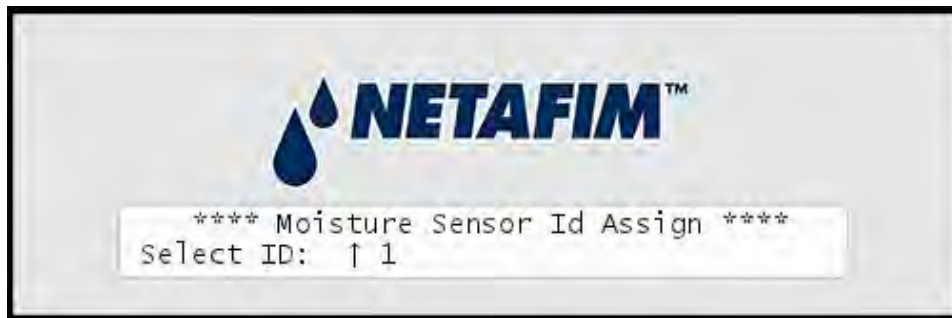 NETAFIM™
**** Moisture Sensor Id Assign ****
Select ID: ↑ 1